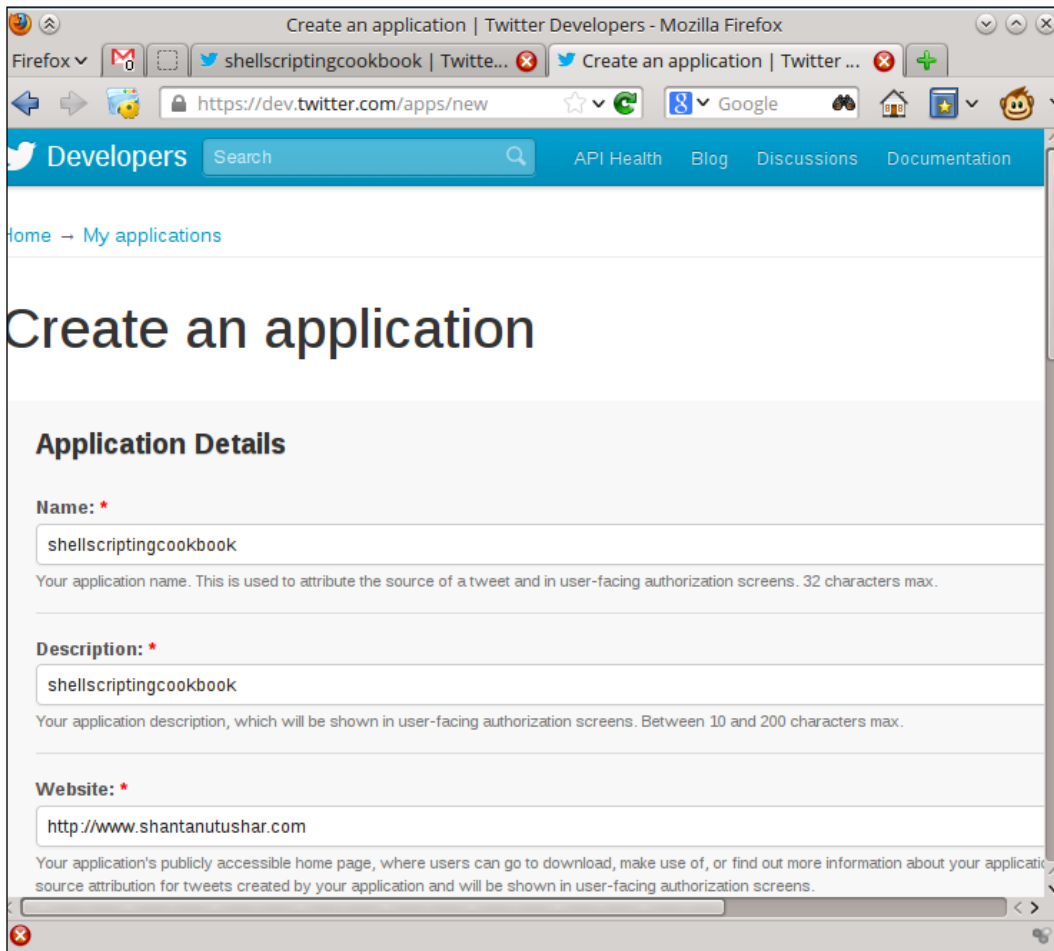 Create an application | Twitter Developers - Mozilla Firefox
Firefox
0
shellscriptingcookbook | Twitte...
Create an application | Twitter ...
https://dev.twitter.com/apps/new
8
Google
Developers
Search
API Health
Blog
Discussions
Documentation
Home → My applications
Create an application
Application Details
Name: *
shellscriptingcookbook
Your application name. This is used to attribute the source of a tweet and in user-facing authorization screens. 32 characters max.
Description: *
shellscriptingcookbook
Your application description, which will be shown in user-facing authorization screens. Between 10 and 200 characters max.
Website: *
http://www.shantanutushar.com
Your application's publicly accessible home page, where users can go to download, make use of, or find out more information about your applicatio
source attribution for tweets created by your application and will be shown in user-facing authorization screens.